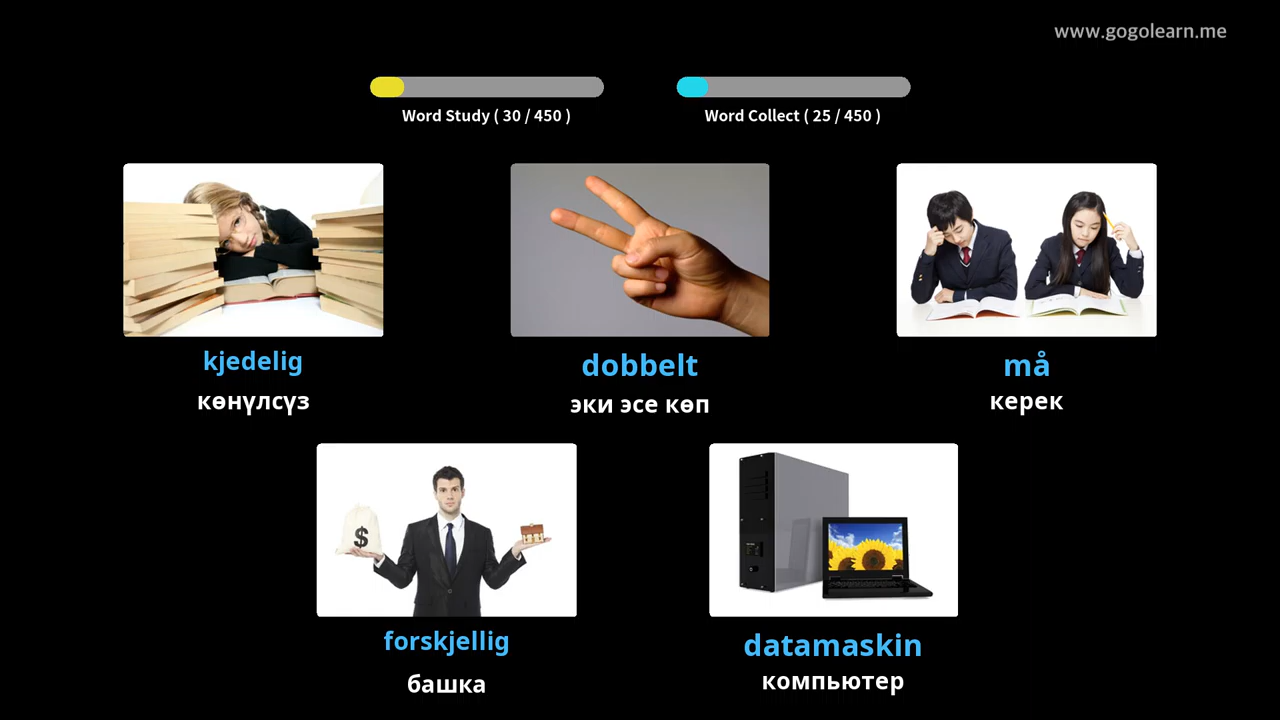 www.gogolearn.me
Word Study ( 30 / 450 )
Word Collect ( 25 / 450 )
kjedelig
көнүлсүз
dobbelt
эки эсе көп
må
керек
$
forskjellig
башка
datamaskin
компьютер